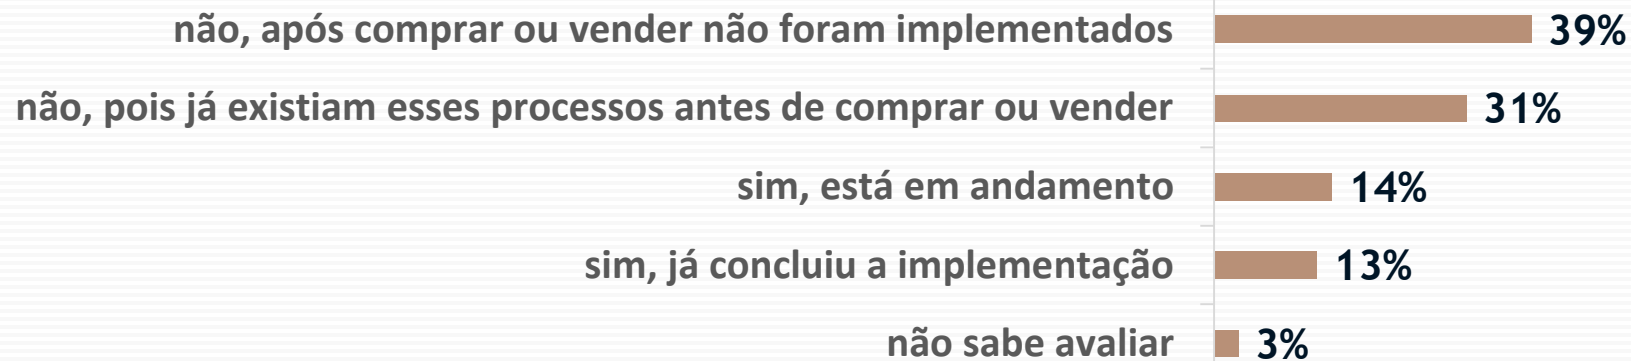 não, após comprar ou vender não foram implementados 39%
não, pois já existiam esses processos antes de comprar ou vender 31%
sim, está em andamento 14%
sim, já concluiu a implementação 13%
não sabe avaliar 3%